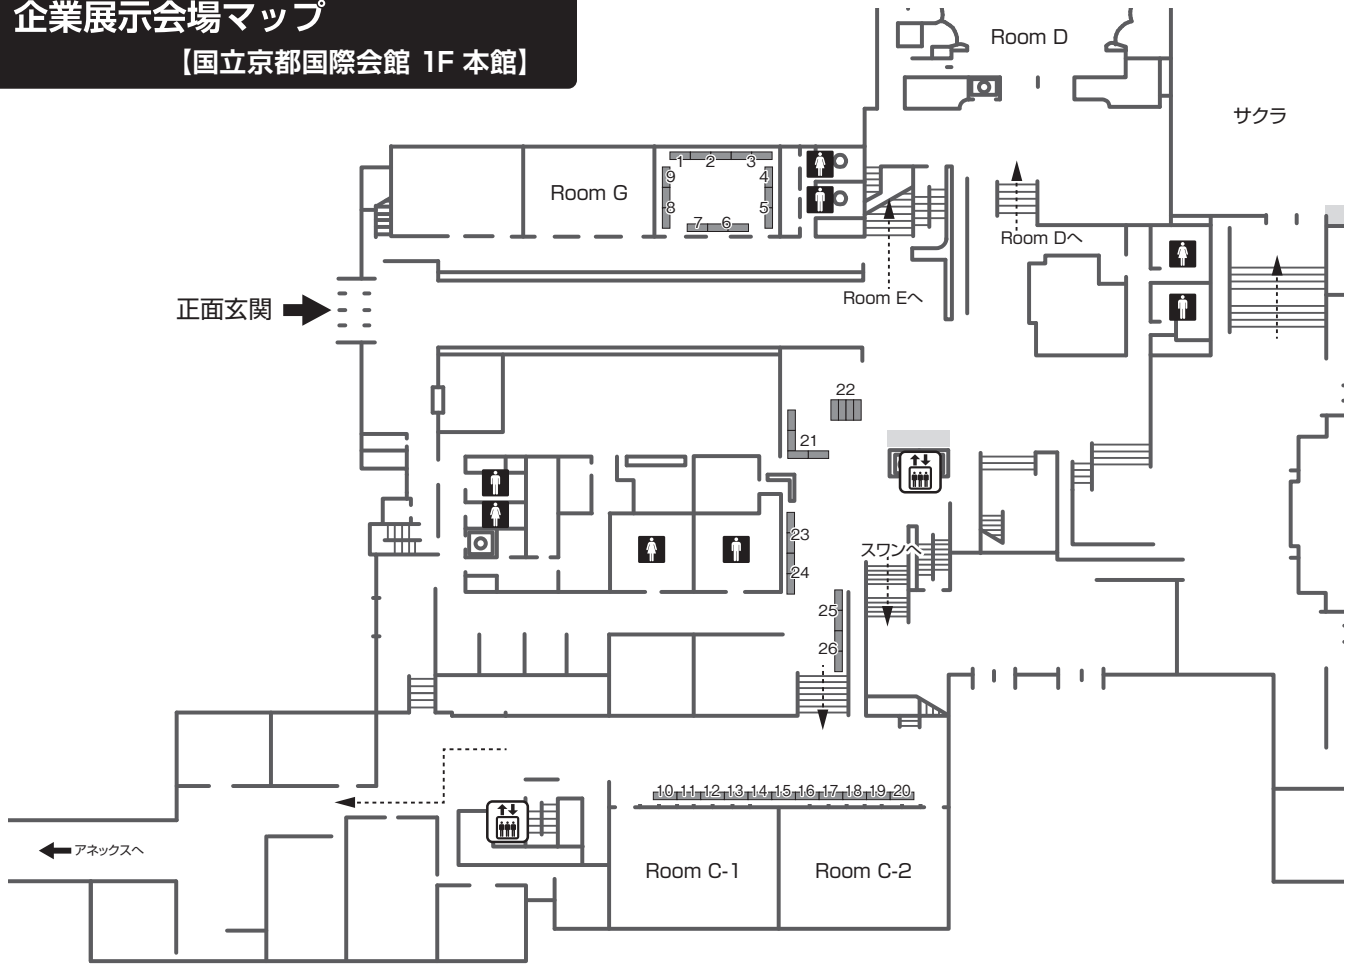 企業展示会場マップ
【国立京都国際会館 1F 本館】
Room D
サクラ
1 2 3
Room G
9 4
8 5
7 6
Room Dへ
Room Eへ
正面玄関
22
21
23
スワンへ
24
25
26
10 11 12 13 14 15 16 17 18 19 20
アネックスへ
Room C-1
Room C-2